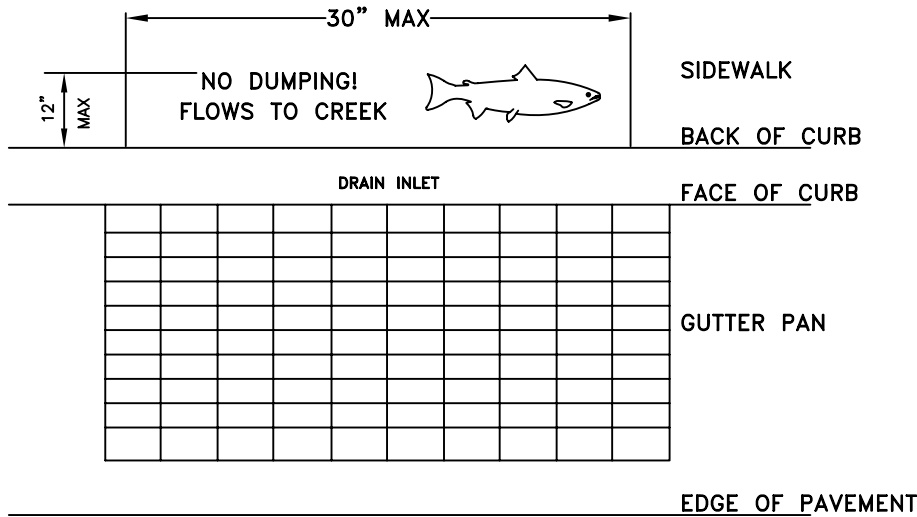 30” MAX
NO DUMPING!
FLOWS TO CREEK
12”
MAX
SIDEWALK
BACK OF CURB
DRAIN INLET
FACE OF CURB
GUTTER PAN
EDGE OF PAVEMENT